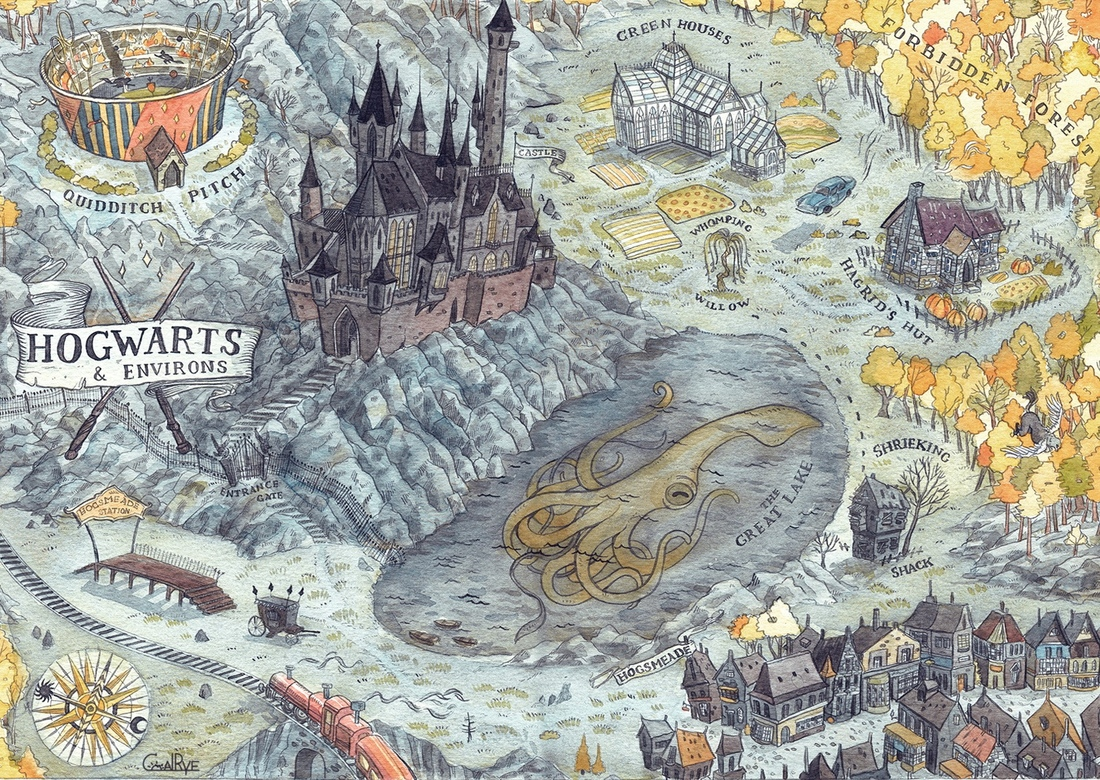 GREEN HOUSES
FORBIDDEN FOREST
CASTLE
QUIDDITCH PITCH
WHOMPING
WILLOW
HAGRID'S HUT
HOGWARTS
& ENVIRONS
ENTRANCE
GATE
SHRIEKING
SHACK
THE
GREAT LAKE
HOGSMEADE
STATION
HOGSMEADE